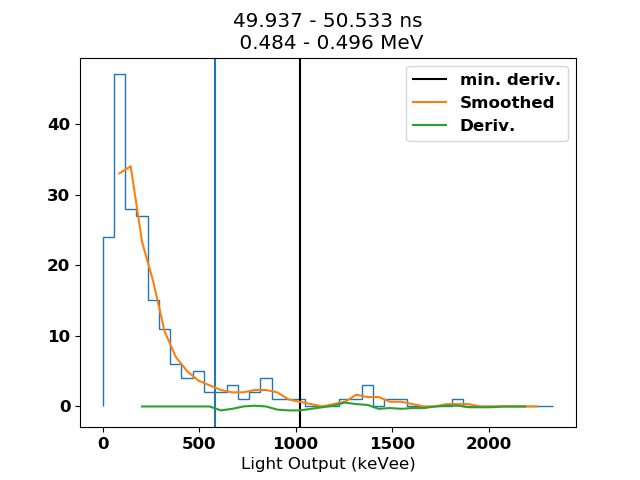 49.937 - 50.533 ns
0.484 - 0.496 MeV
min. deriv.
Smoothed
Deriv.
40
30
20
10
0
0 500 1000 1500 2000
Light Output (keVee)